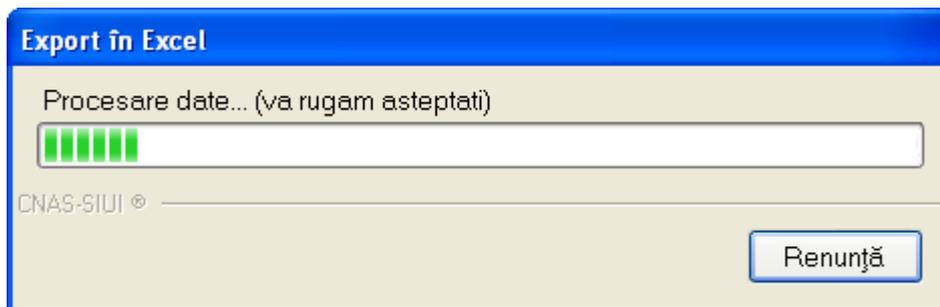 Export în Excel
Procesare date... (va rugam asteptati)
CNAS-SIUI ®
Renunţă